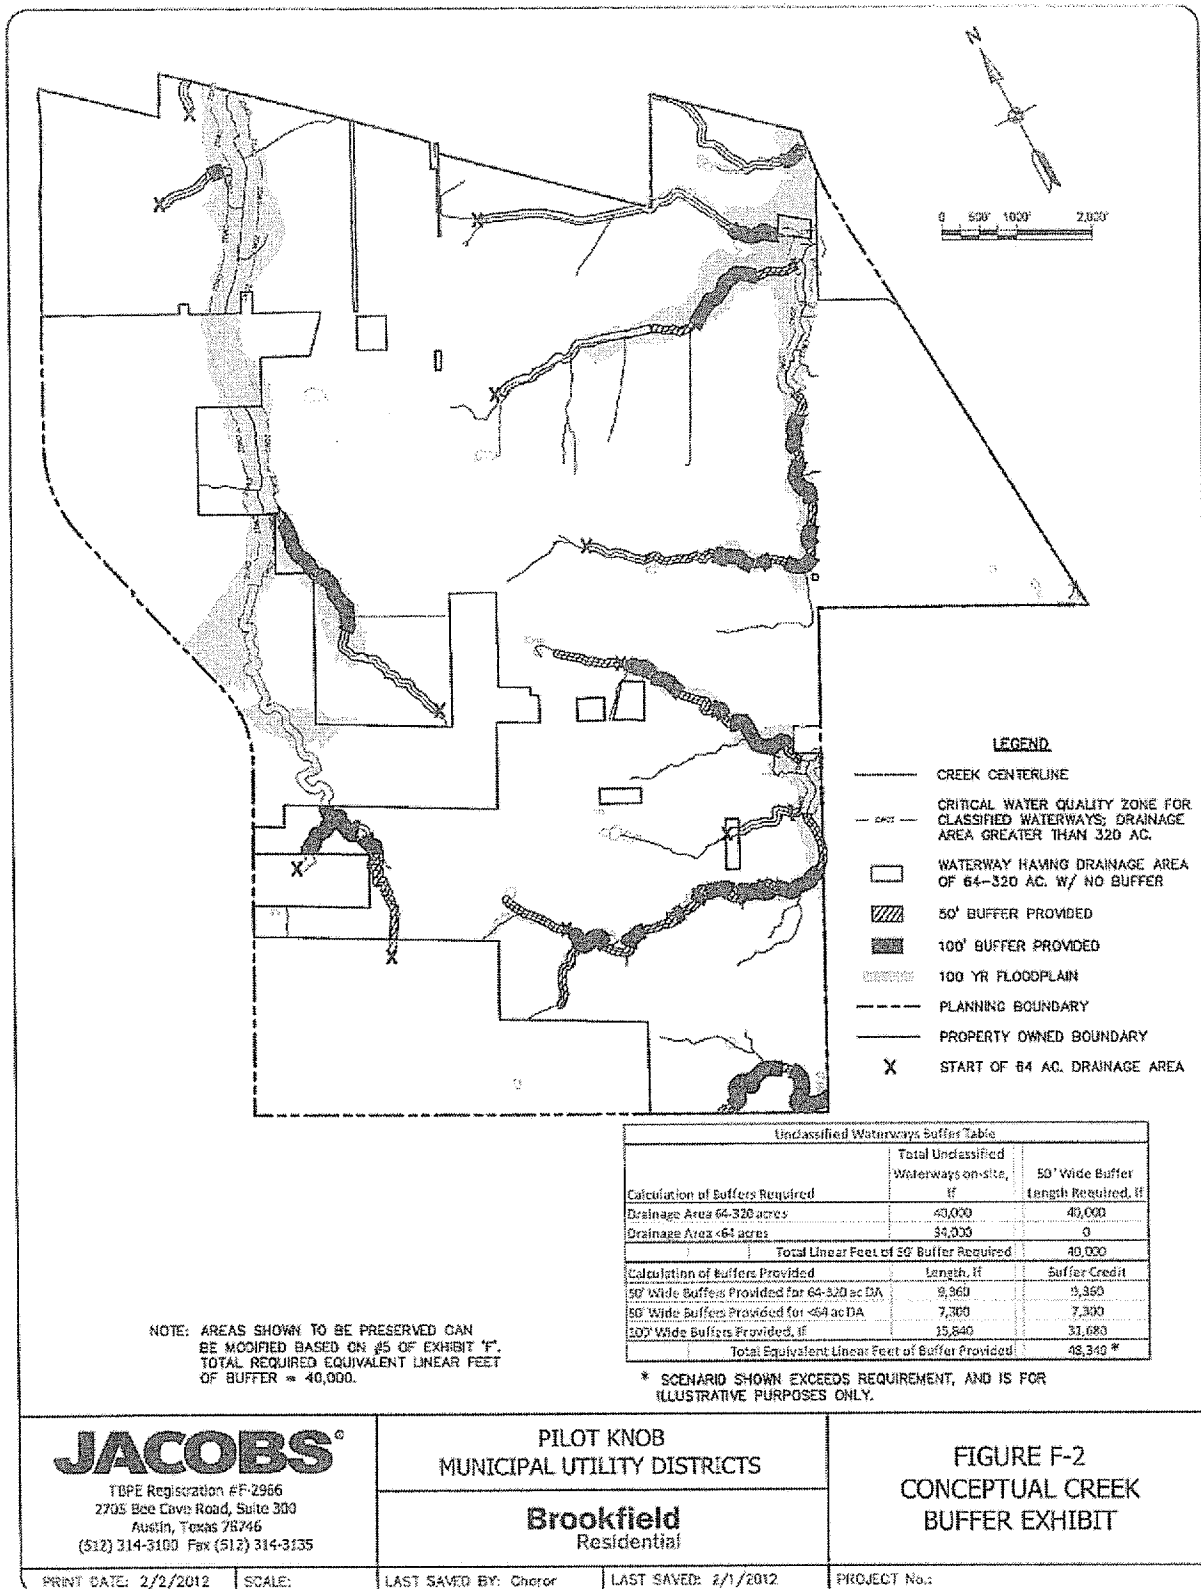 N
0 500' 1000' 2,000'
X
X
X
X
X
X
X
X
X
X
LEGEND
CREEK CENTERLINE
CRITICAL WATER QUALITY ZONE FOR
CLASSIFIED WATERWAYS; DRAINAGE
AREA GREATER THAN 320 AC.
WATERWAY HAVING DRAINAGE AREA
OF 64-320 AC. W/ NO BUFFER
50' BUFFER PROVIDED
100' BUFFER PROVIDED
100 YR FLOODPLAIN
PLANNING BOUNDARY
PROPERTY OWNED BOUNDARY
X START OF 64 AC. DRAINAGE AREA
Unclassified Waterways Buffer Table
Calculation of Buffers Required Total Unclassified Waterways on-site, lf 50' Wide Buffer Length Required, lf
Drainage Area 64-320 acres 40,000 40,000
Drainage Area <64 acres 34,000 0
Total Linear Feet of 50' Buffer Required 40,000
Calculation of Buffers Provided Length, lf Buffer Credit
50' Wide Buffers Provided for 64-320 ac DA 9,360 9,360
50' Wide Buffers Provided for <64 ac DA 7,300 7,300
100' Wide Buffers Provided, lf 15,840 31,680
Total Equivalent Linear Feet of Buffer Provided 48,340 *
* SCENARIO SHOWN EXCEEDS REQUIREMENT, AND IS FOR
ILLUSTRATIVE PURPOSES ONLY.
NOTE: AREAS SHOWN TO BE PRESERVED CAN
BE MODIFIED BASED ON #5 OF EXHIBIT "F".
TOTAL REQUIRED EQUIVALENT LINEAR FEET
OF BUFFER = 40,000.
JACOBS®
TBPE Registration #F-2966
2705 Bee Cave Road, Suite 300
Austin, Texas 78746
(512) 314-3100 Fax (512) 314-3135
PILOT KNOB
MUNICIPAL UTILITY DISTRICTS
Brookfield
Residential
FIGURE F-2
CONCEPTUAL CREEK
BUFFER EXHIBIT
PRINT DATE: 2/2/2012 SCALE: LAST SAVED BY: LAST SAVED: 2/1/2012 PROJECT No.: